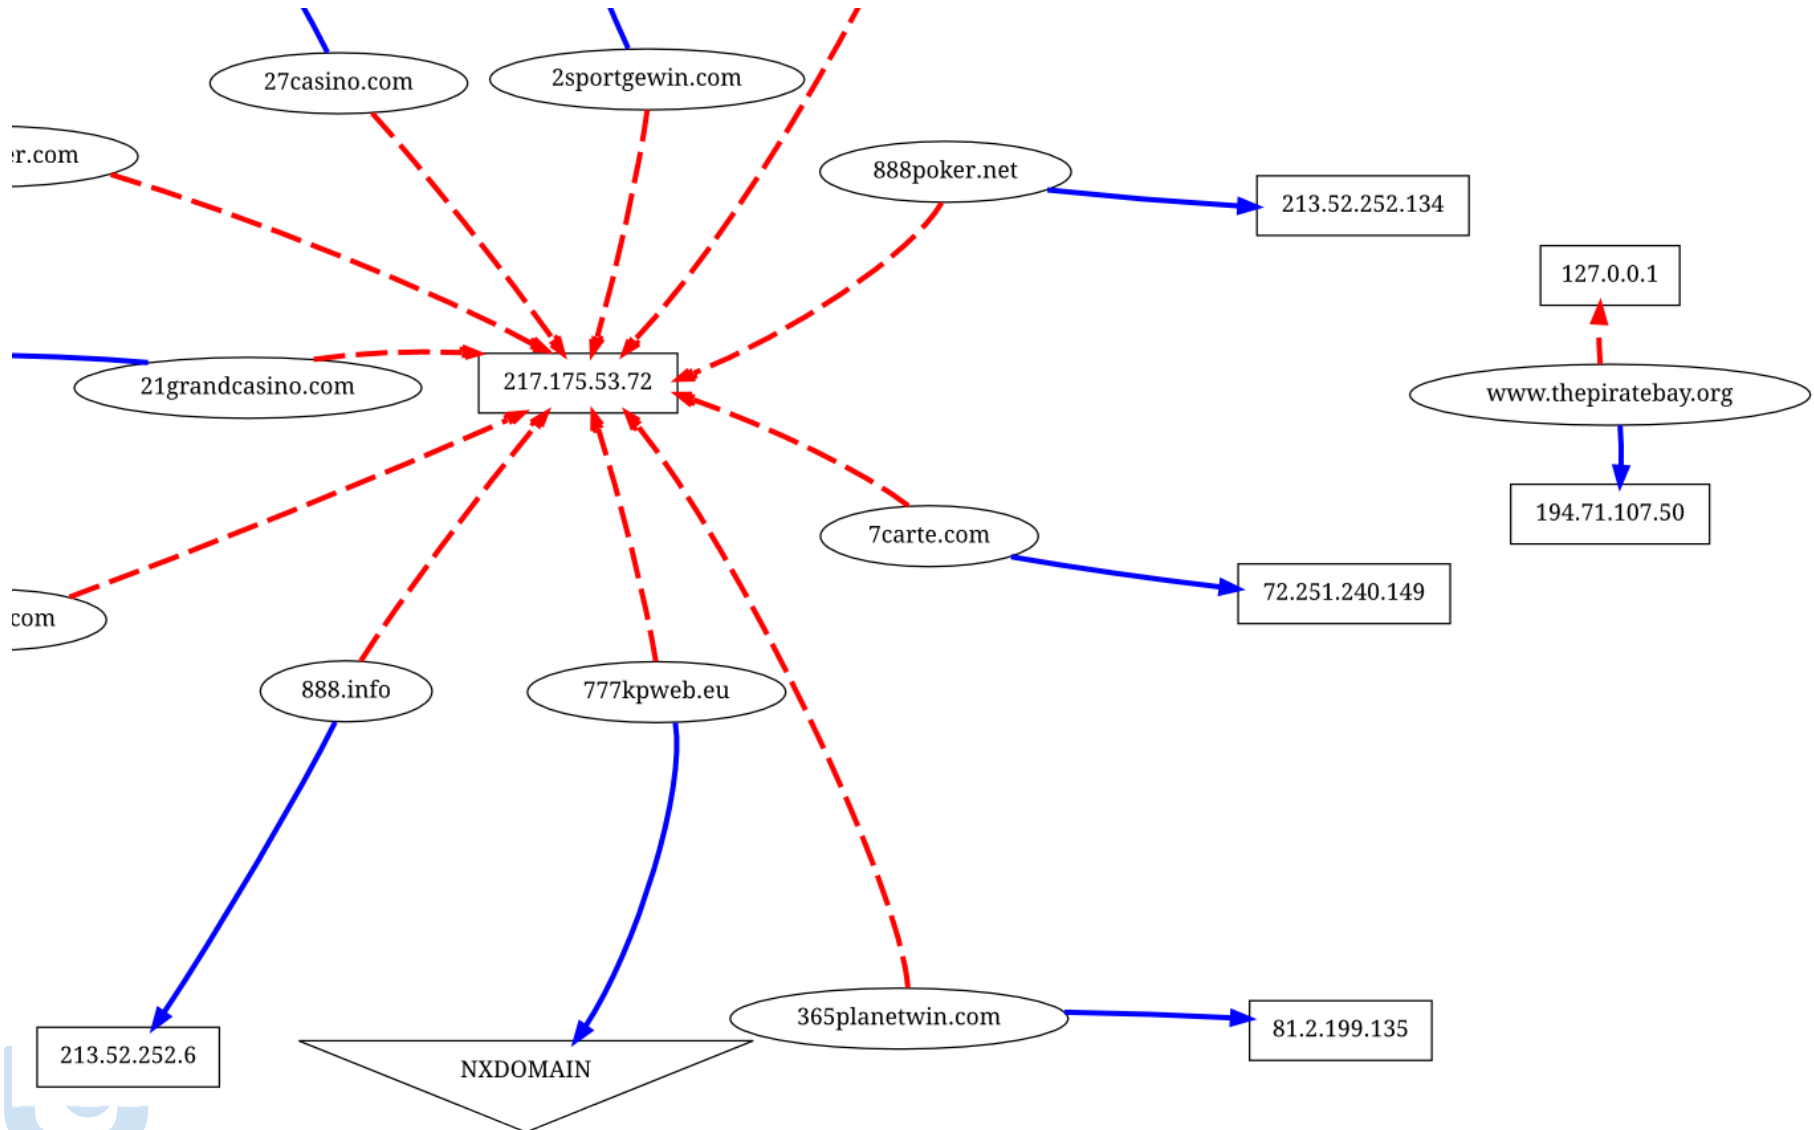 27casino.com
2sportgewin.com
er.com
888poker.net
213.52.252.134
127.0.0.1
217.175.53.72
21grandcasino.com
www.thepiratebay.org
194.71.107.50
7carte.com
72.251.240.149
com
888.info
777kpweb.eu
365planetwin.com
81.2.199.135
213.52.252.6
NXDOMAIN